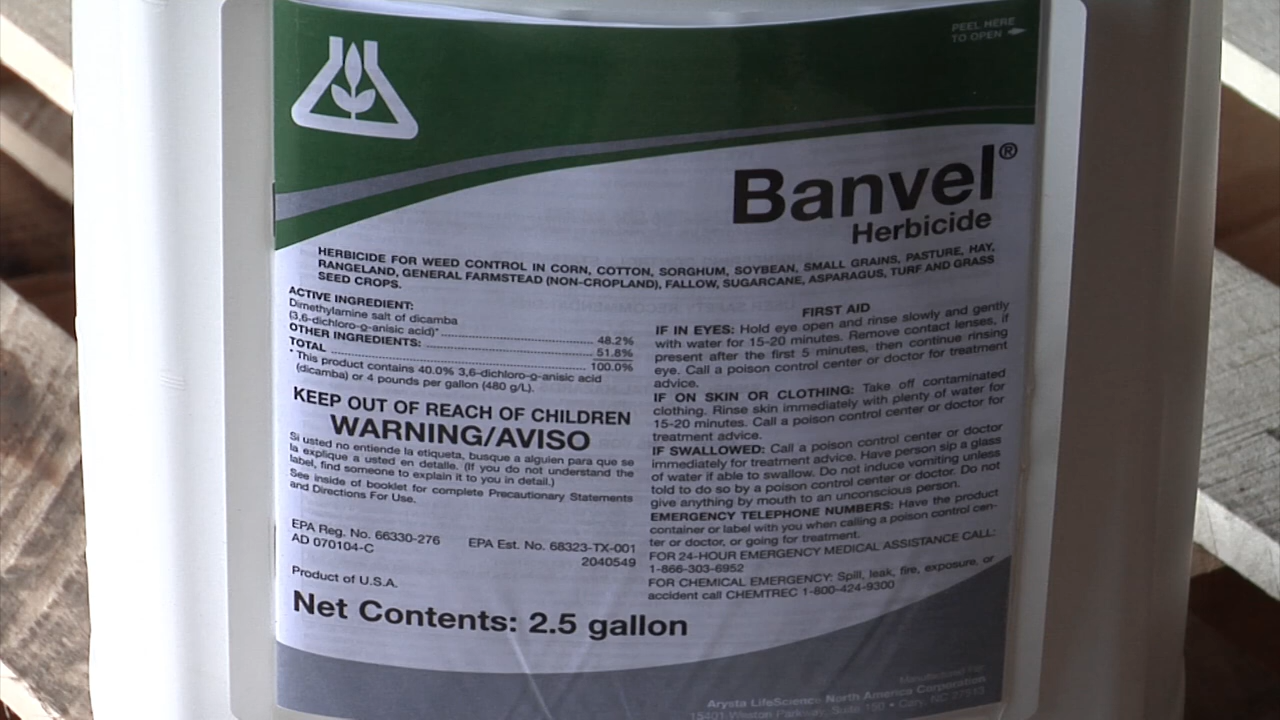 PEEL HERE
TO OPEN
Banvel®
Herbicide
HERBICIDE FOR WEED CONTROL IN CORN, COTTON, SORGHUM, SOYBEAN, SMALL GRAINS, PASTURE, HAY,
RANGELAND, GENERAL FARMSTEAD (NON-CROPLAND), FALLOW, SUGARCANE, ASPARAGUS, TURF AND GRASS
SEED CROPS.
ACTIVE INGREDIENT:
Dimethylamine salt of dicamba
(3,6-dichloro-o-anisic acid)* 48.2%
OTHER INGREDIENTS: 51.8%
TOTAL 100.0%
* This product contains 40.0% 3,6-dichloro-o-anisic acid
(dicamba) or 4 pounds per gallon (480 g/L).
KEEP OUT OF REACH OF CHILDREN
WARNING/AVISO
Si usted no entiende la etiqueta, busque a alguien para que se
la explique a usted en detalle. (If you do not understand the
label, find someone to explain it to you in detail.)
See inside of booklet for complete Precautionary Statements
and Directions For Use.
EPA Reg. No. 66330-276 EPA Est. No. 68323-TX-001
AD 070104-C 2040549
Product of U.S.A.
Net Contents: 2.5 gallon
FIRST AID
IF IN EYES: Hold eye open and rinse slowly and gently
with water for 15-20 minutes. Remove contact lenses, if
present after the first 5 minutes, then continue rinsing
eye. Call a poison control center or doctor for treatment
advice.
IF ON SKIN OR CLOTHING: Take off contaminated
clothing. Rinse skin immediately with plenty of water for
15-20 minutes. Call a poison control center or doctor for
treatment advice.
IF SWALLOWED: Call a poison control center or doctor
immediately for treatment advice. Have person sip a glass
of water if able to swallow. Do not induce vomiting unless
told to do so by a poison control center or doctor. Do not
give anything by mouth to an unconscious person.
EMERGENCY TELEPHONE NUMBERS: Have the product
container or label with you when calling a poison control cen-
ter or doctor, or going for treatment.
FOR 24-HOUR EMERGENCY MEDICAL ASSISTANCE CALL:
1-866-303-6952
FOR CHEMICAL EMERGENCY: Spill, leak, fire, exposure, or
accident call CHEMTREC 1-800-424-9300
Manufactured For
Arysta LifeScience North America Corporation
15401 Weston Parkway, Suite 150 • Cary, NC 27513